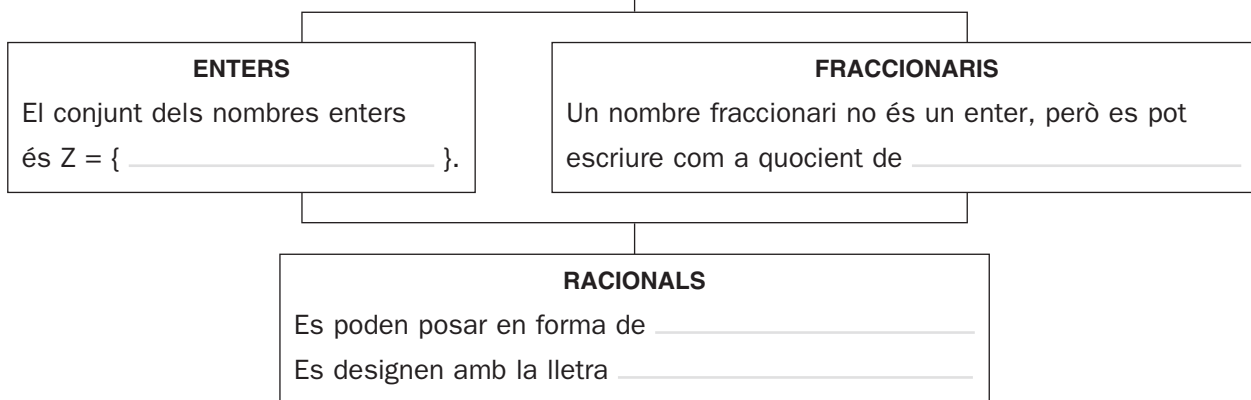 ENTERS
El conjunt dels nombres enters
és Z = { }.
FRACCIONARIS
Un nombre fraccionari no és un enter, però es pot
escriure com a quocient de
RACIONALS
Es poden posar en forma de
Es designen amb la lletra